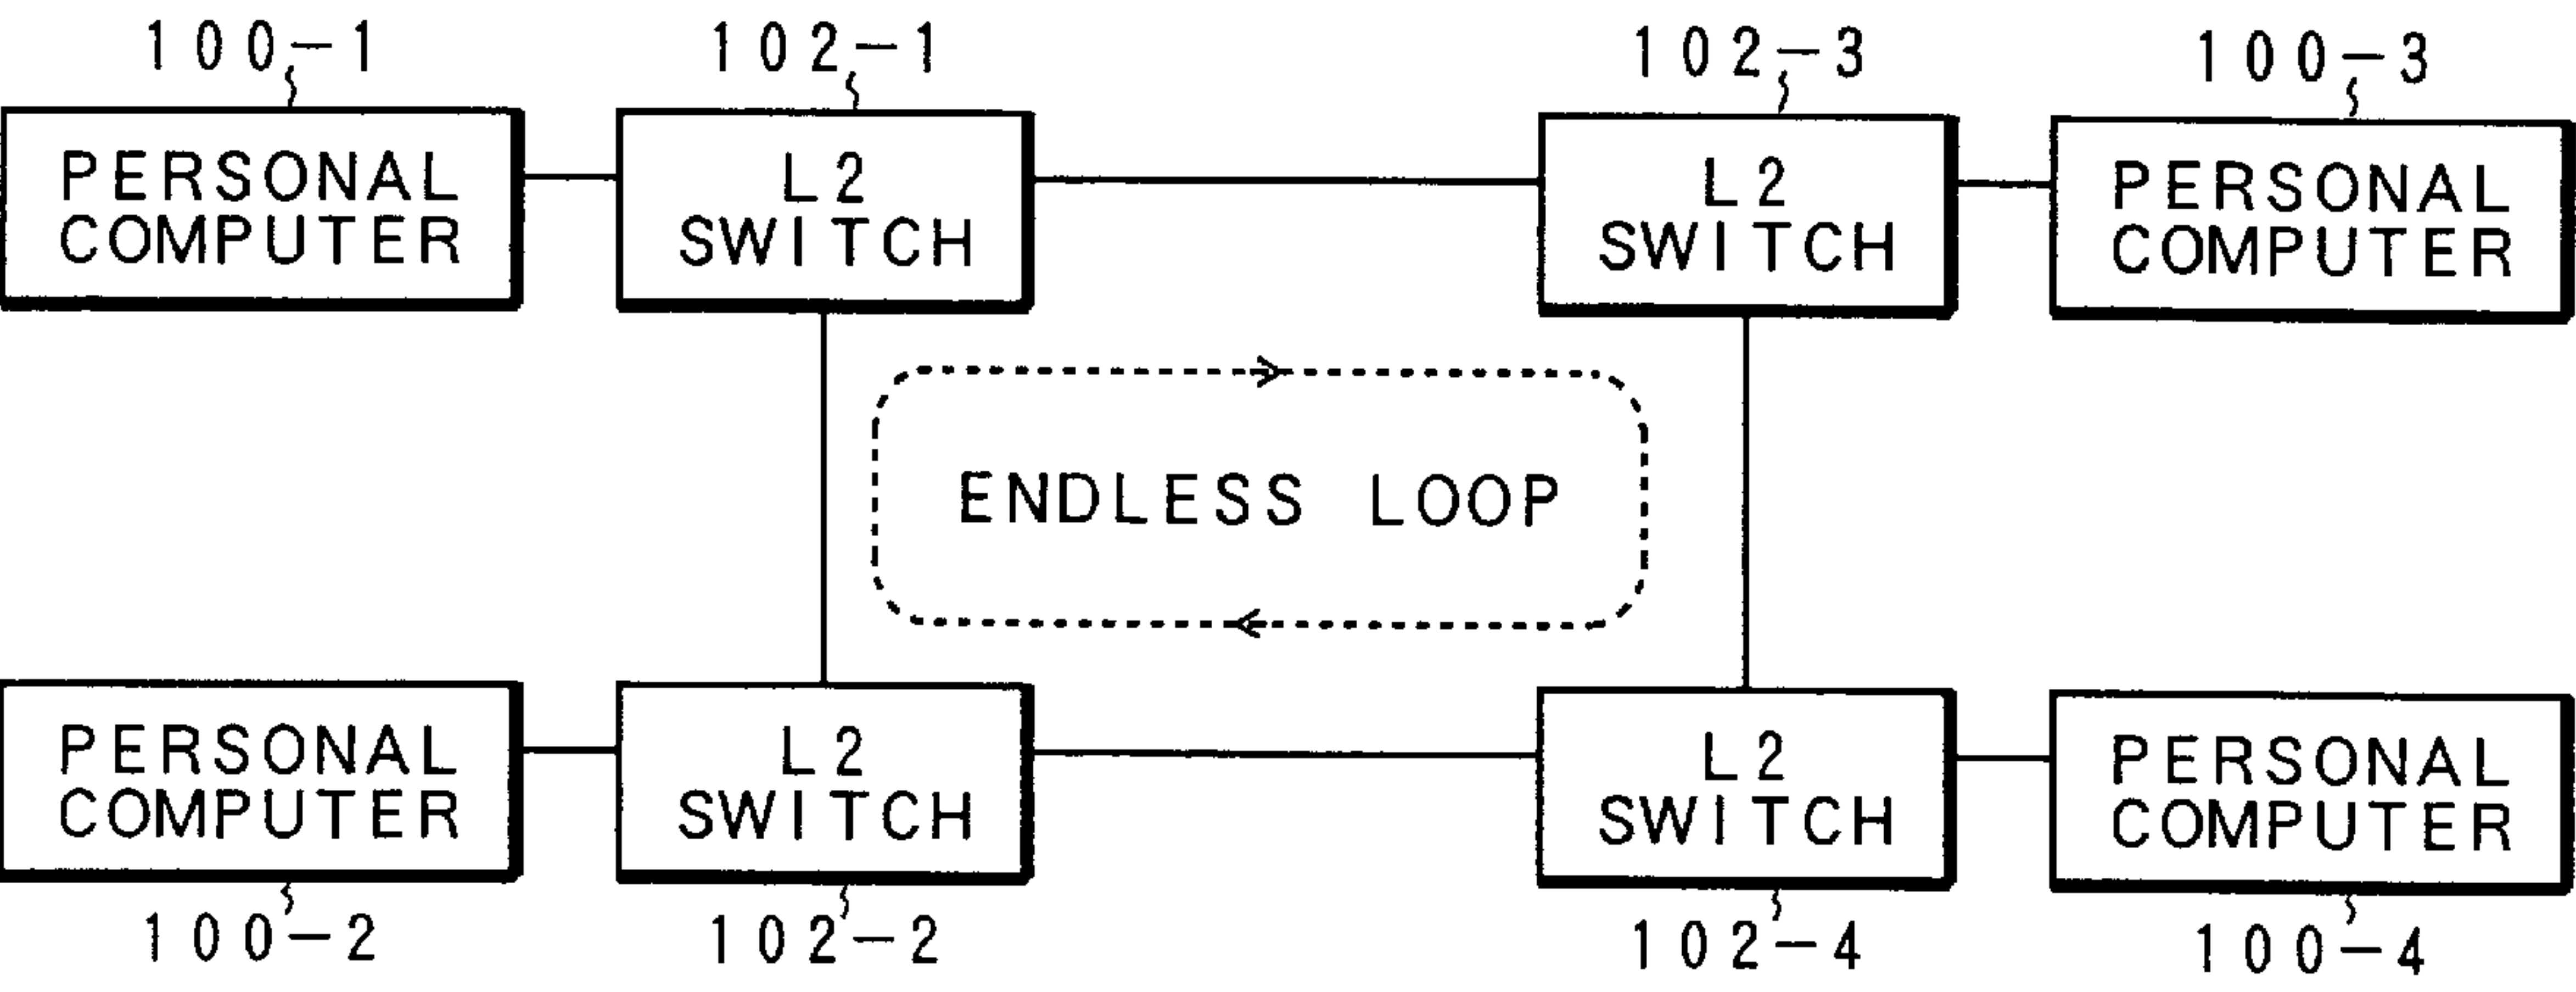 100-1 102-1 102-3 100-3
PERSONAL COMPUTER
L2 SWITCH
L2 SWITCH
PERSONAL COMPUTER
ENDLESS LOOP
PERSONAL COMPUTER
L2 SWITCH
L2 SWITCH
PERSONAL COMPUTER
100-2 102-2 102-4 100-4